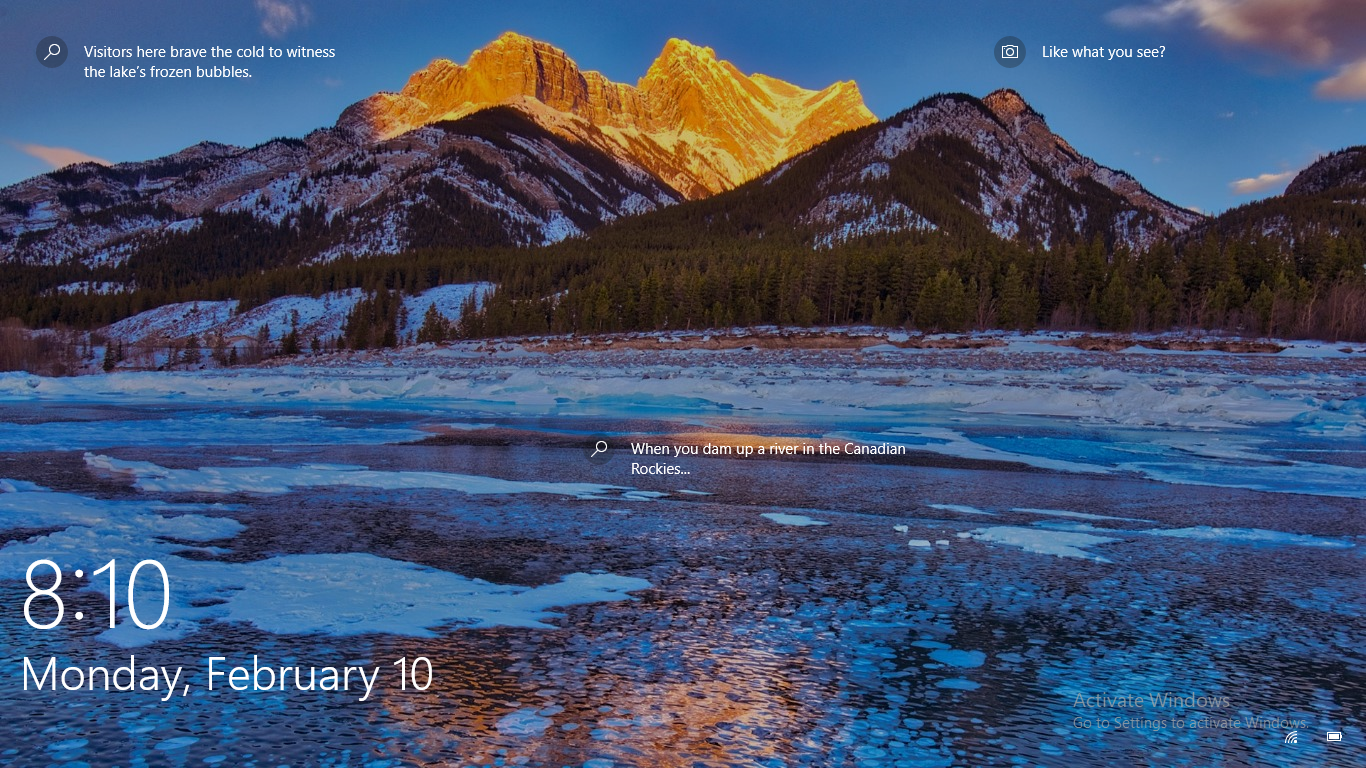 Visitors here brave the cold to witness
the lake's frozen bubbles.
Like what you see?
When you dam up a river in the Canadian
Rockies...
8:10
Monday, February 10
Activate Windows
Go to Settings to activate Windows.